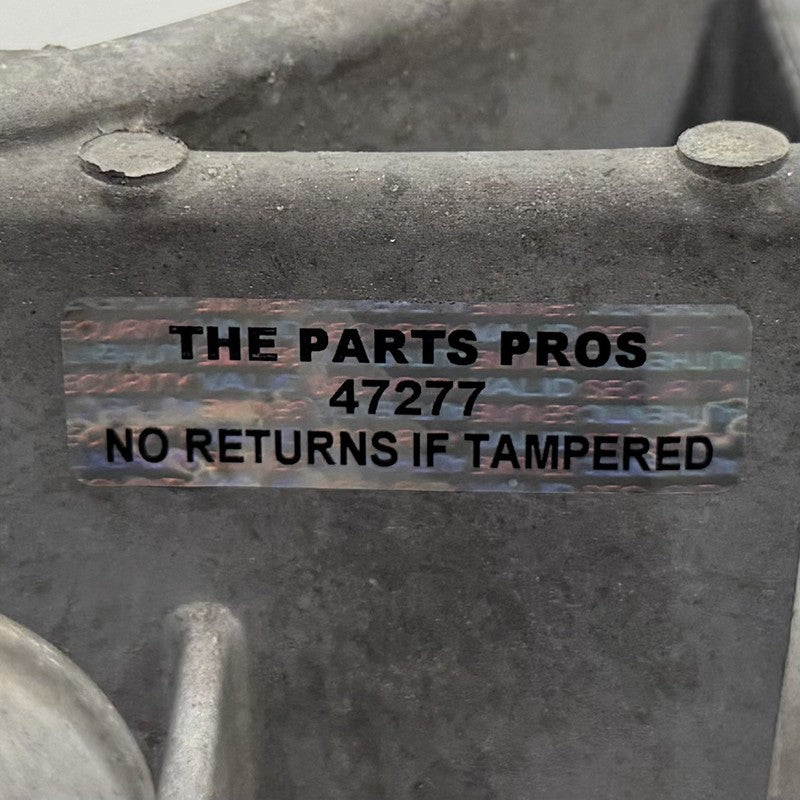 THE PARTS PROS
47277
NO RETURNS IF TAMPERED